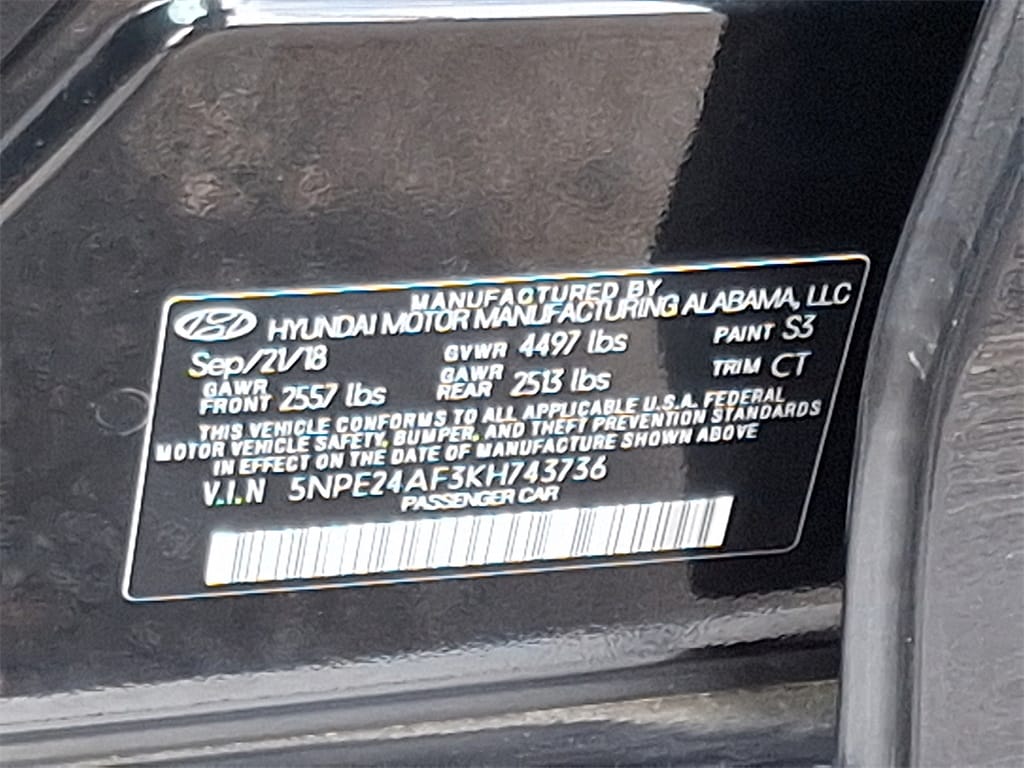 MANUFACTURED BY
HYUNDAI MOTOR MANUFACTURING ALABAMA, LLC
Sep/21/18 GVWR 4497 lbs PAINT S3
GAWR FRONT 2557 lbs GAWR REAR 2513 lbs TRIM CT
THIS VEHICLE CONFORMS TO ALL APPLICABLE U.S.A. FEDERAL
MOTOR VEHICLE SAFETY, BUMPER, AND THEFT PREVENTION STANDARDS
IN EFFECT ON THE DATE OF MANUFACTURE SHOWN ABOVE
V.I.N 5NPE24AF3KH743736
PASSENGER CAR